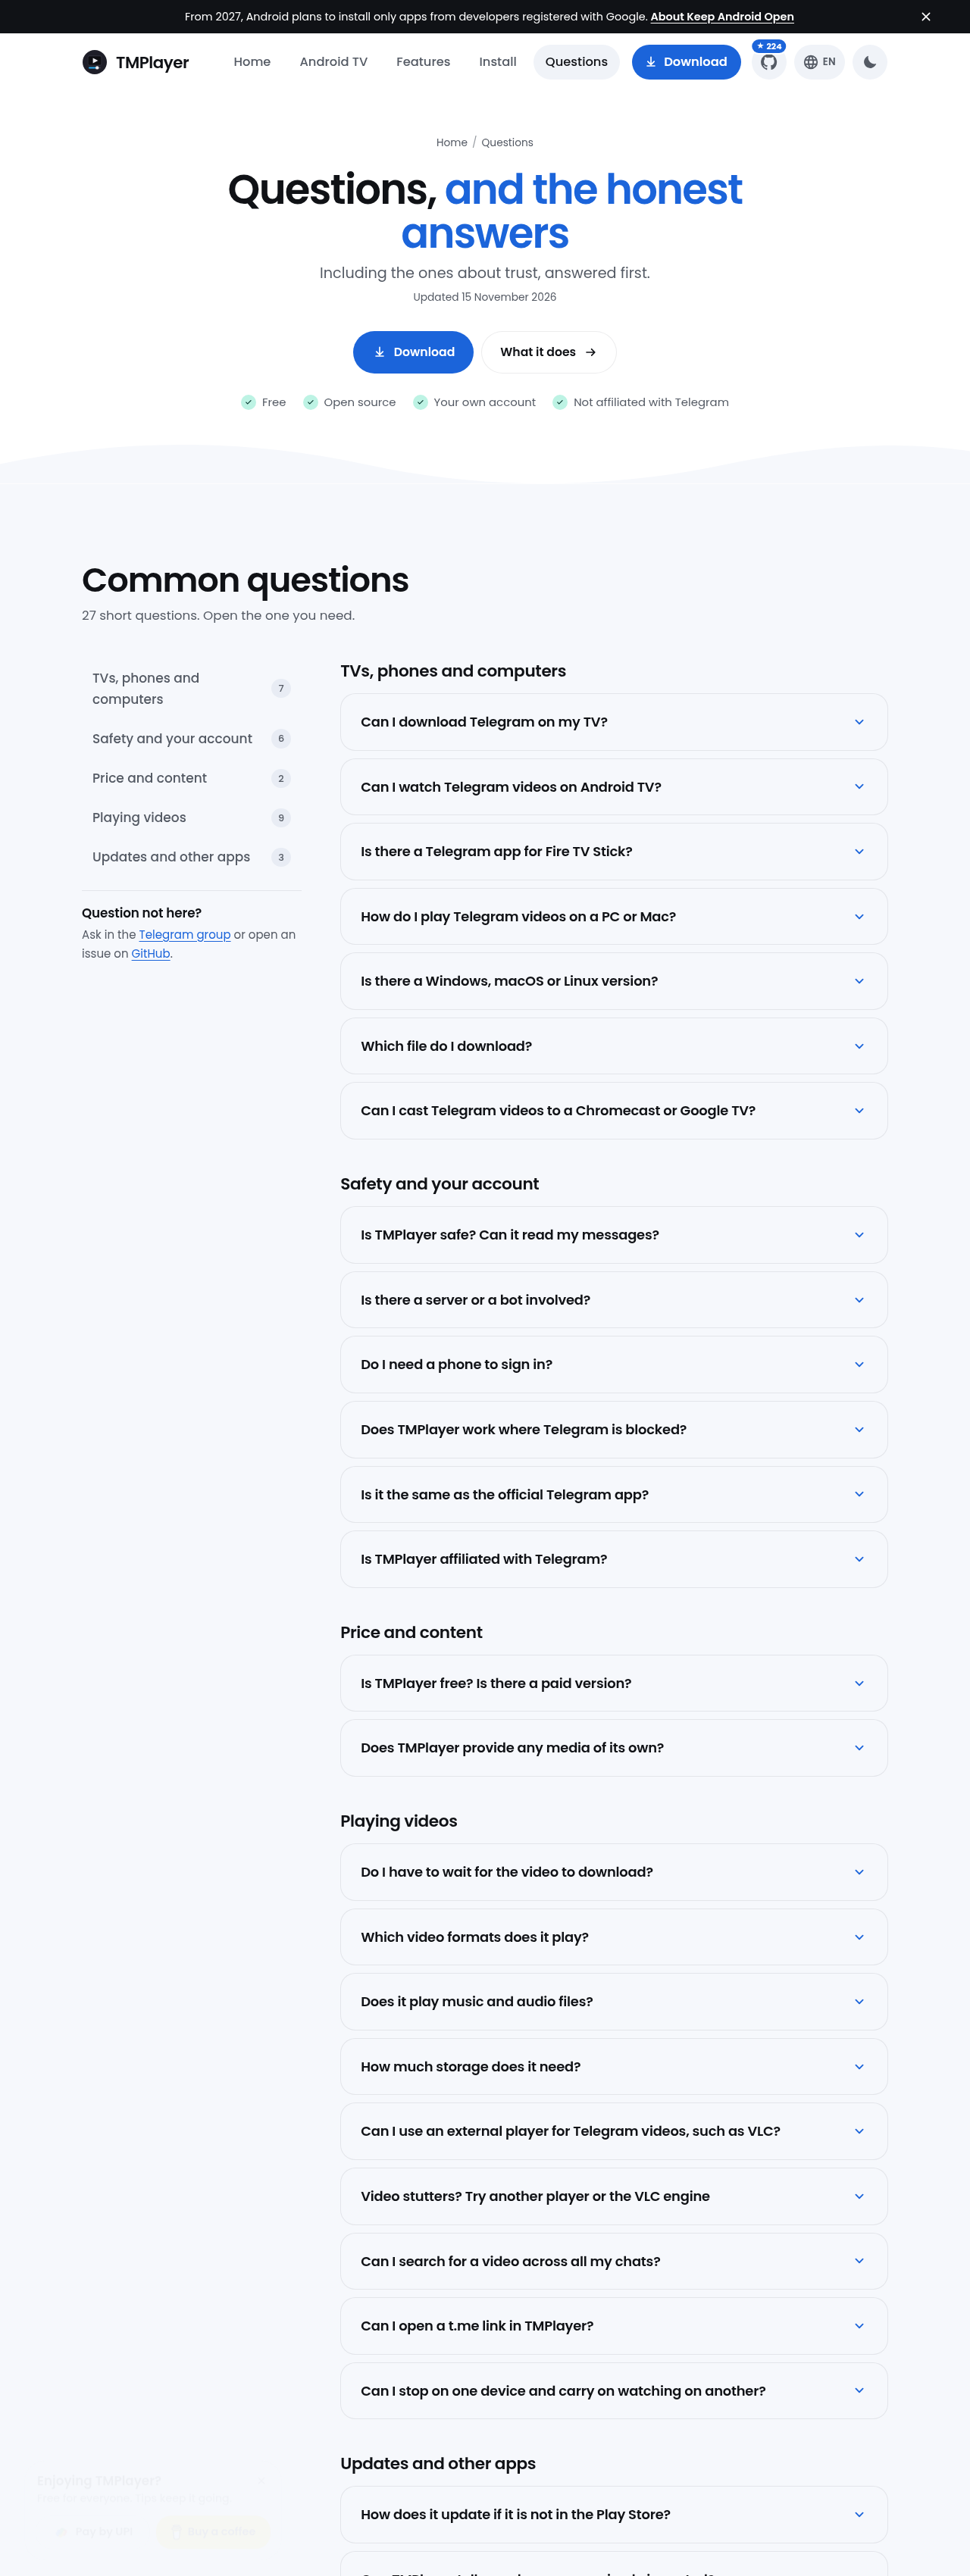 From 2027, Android plans to install only apps from developers registered with Google. About Keep Android Open
TMPlayer
Home
Android TV
Features
Install
Questions
Download
★ 224
EN
Home / Questions
Questions, and the honest
answers
Including the ones about trust, answered first.
Updated 15 November 2026
Download
What it does
Free
Open source
Your own account
Not affiliated with Telegram
Common questions
27 short questions. Open the one you need.
TVs, phones and
computers
7
Safety and your account
6
Price and content
2
Playing videos
9
Updates and other apps
3
Question not here?
Ask in the Telegram group or open an
issue on GitHub.
TVs, phones and computers
Can I download Telegram on my TV?
Can I watch Telegram videos on Android TV?
Is there a Telegram app for Fire TV Stick?
How do I play Telegram videos on a PC or Mac?
Is there a Windows, macOS or Linux version?
Which file do I download?
Can I cast Telegram videos to a Chromecast or Google TV?
Safety and your account
Is TMPlayer safe? Can it read my messages?
Is there a server or a bot involved?
Do I need a phone to sign in?
Does TMPlayer work where Telegram is blocked?
Is it the same as the official Telegram app?
Is TMPlayer affiliated with Telegram?
Price and content
Is TMPlayer free? Is there a paid version?
Does TMPlayer provide any media of its own?
Playing videos
Do I have to wait for the video to download?
Which video formats does it play?
Does it play music and audio files?
How much storage does it need?
Can I use an external player for Telegram videos, such as VLC?
Video stutters? Try another player or the VLC engine
Can I search for a video across all my chats?
Can I open a t.me link in TMPlayer?
Can I stop on one device and carry on watching on another?
Updates and other apps
How does it update if it is not in the Play Store?
Enjoying TMPlayer?
Pay by UPI
Buy a coffee